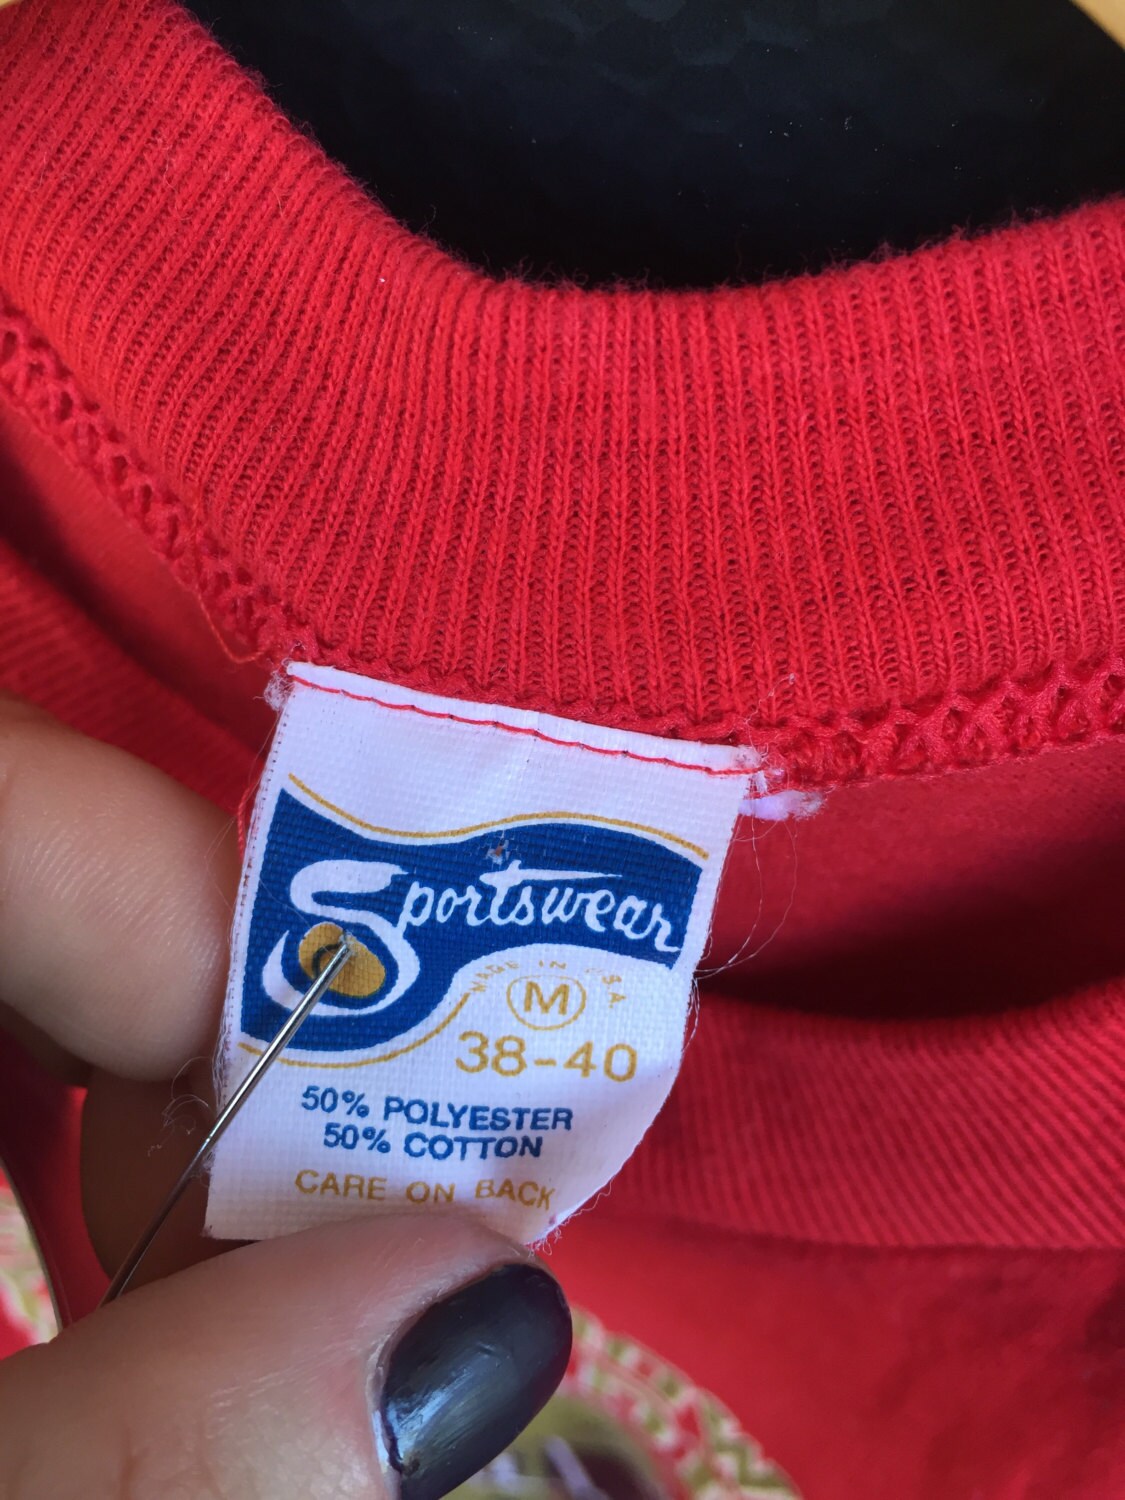 Sportswear
MADE IN USA
M
38-40
50% POLYESTER
50% COTTON
CARE ON BACK